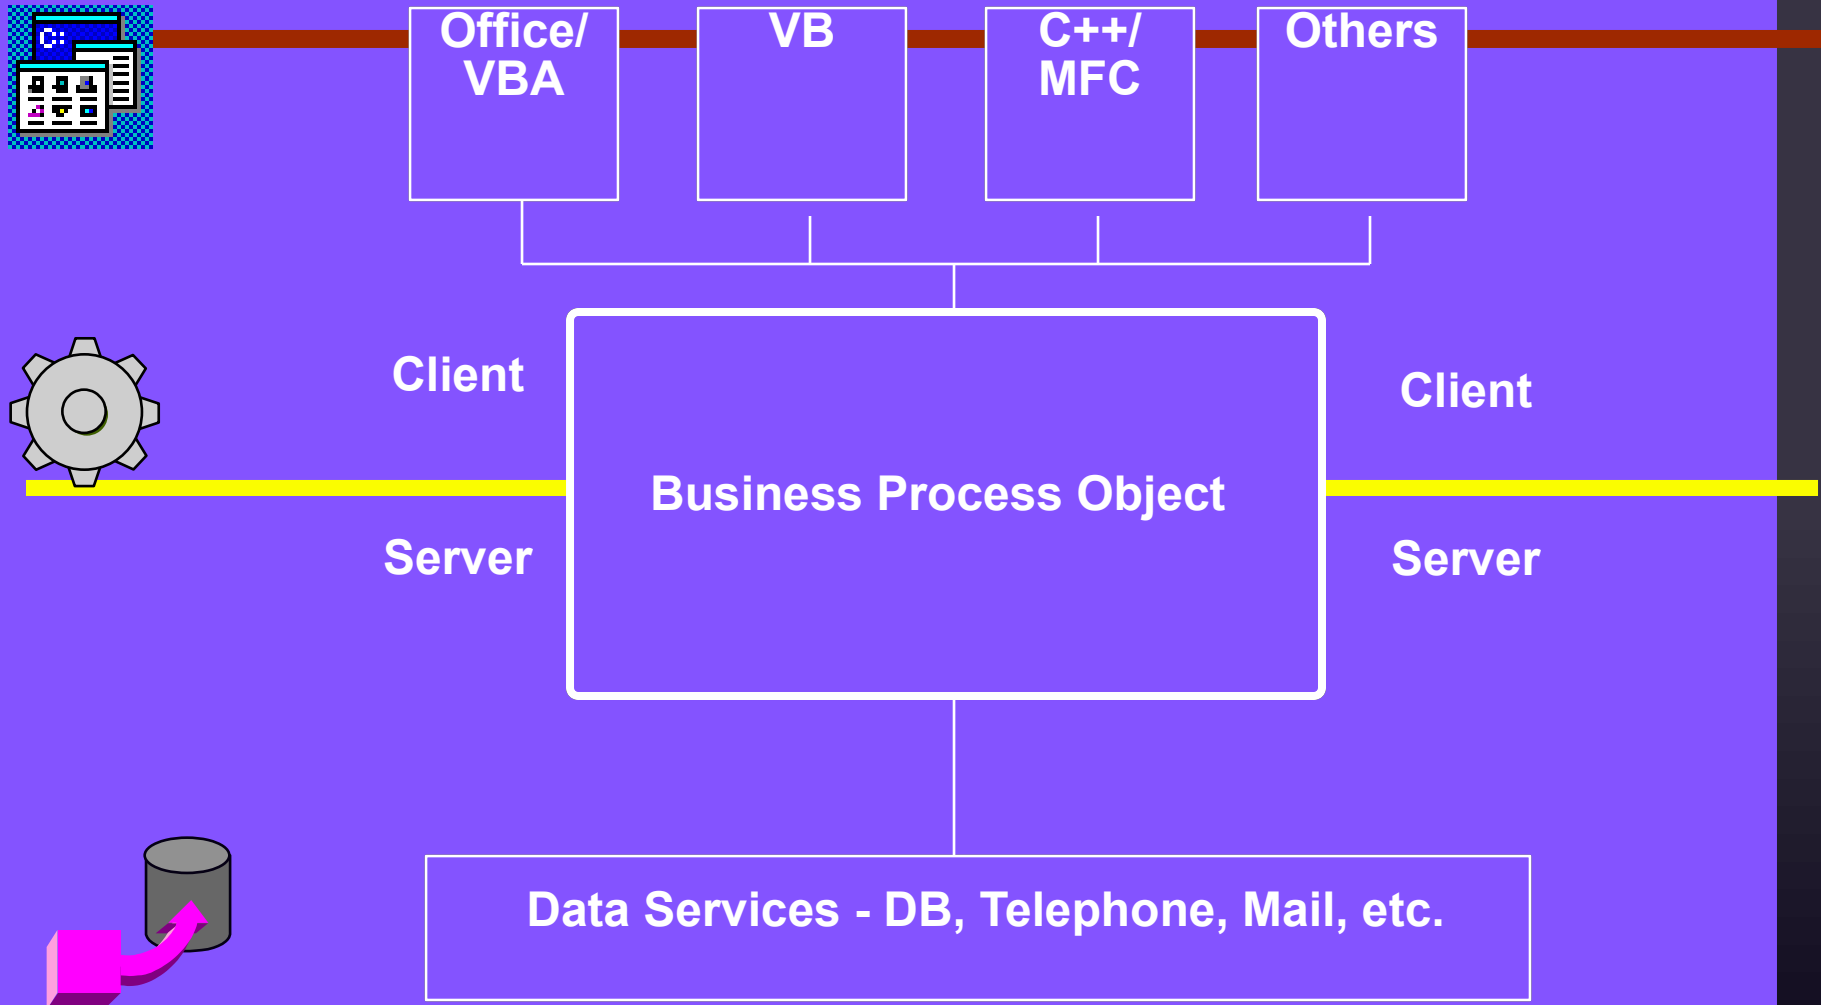 C:
Office/
VBA
VB
C++/
MFC
Others
Client
Client
Business Process Object
Server
Server
Data Services - DB, Telephone, Mail, etc.